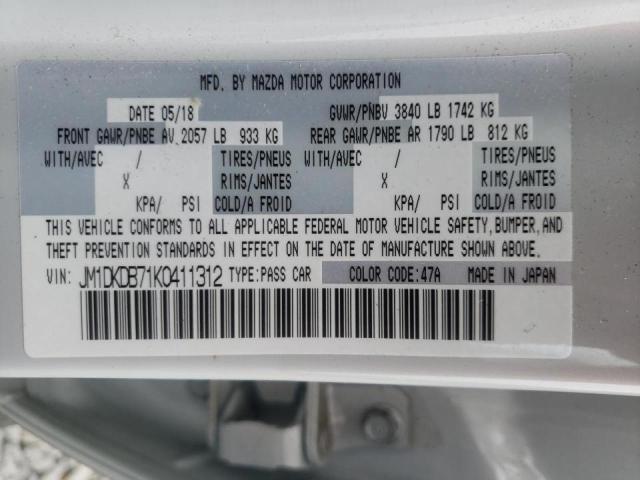 MFD. BY MAZDA MOTOR CORPORATION
DATE 05/18 GVWR/PNBV 3840 LB 1742 KG
FRONT GAWR/PNBE AV 2057 LB 933 KG REAR GAWR/PNBE AR 1790 LB 812 KG
WITH/AVEC / TIRES/PNEUS WITH/AVEC / TIRES/PNEUS
X RIMS/JANTES X RIMS/JANTES
KPA/ PSI COLD/A FROID KPA/ PSI COLD/A FROID
THIS VEHICLE CONFORMS TO ALL APPLICABLE FEDERAL MOTOR VEHICLE SAFETY, BUMPER, AND
THEFT PREVENTION STANDARDS IN EFFECT ON THE DATE OF MANUFACTURE SHOWN ABOVE.
VIN: JM1DKDB71K0411312 TYPE:PASS CAR COLOR CODE:47A MADE IN JAPAN